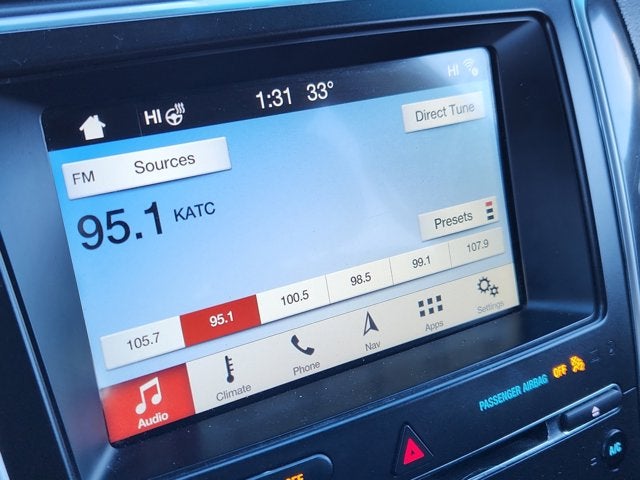 HI 1:31 33° HI
FM Sources Direct Tune
95.1 KATC
Presets
105.7 95.1 100.5 98.5 99.1 107.9
Audio Climate Phone Nav Apps Settings
PASSENGER AIRBAG OFF
OFF
A/C